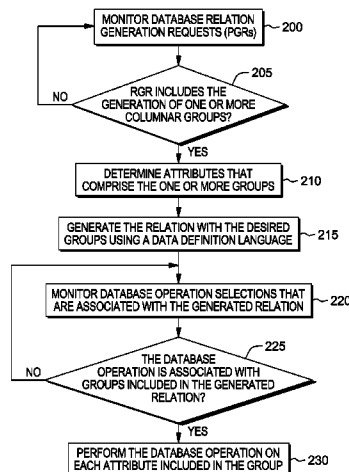 MONITOR DATABASE RELATION
GENERATION REQUESTS (PGRs)
200
205
NO
RGR INCLUDES THE
GENERATION OF ONE OR MORE
COLUMNAR GROUPS?
YES
DETERMINE ATTRIBUTES THAT
COMPRISE THE ONE OR MORE GROUPS
210
GENERATE THE RELATION WITH THE DESIRED
GROUPS USING A DATA DEFINITION LANGUAGE
215
MONITOR DATABASE OPERATION SELECTIONS THAT
ARE ASSOCIATED WITH THE GENERATED RELATION
220
225
NO
THE DATABASE
OPERATION IS ASSOCIATED WITH
GROUPS INCLUDED IN THE GENERATED
RELATION?
YES
PERFORM THE DATABASE OPERATION ON
EACH ATTRIBUTE INCLUDED IN THE GROUP
230